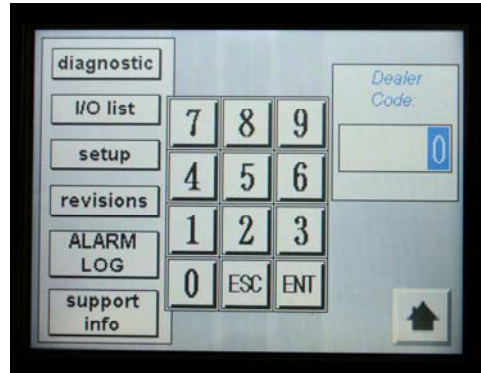 diagnostic
I/O list
setup
revisions
ALARM
LOG
support
info
7 8 9
4 5 6
1 2 3
0 ESC ENT
Dealer
Code:
0